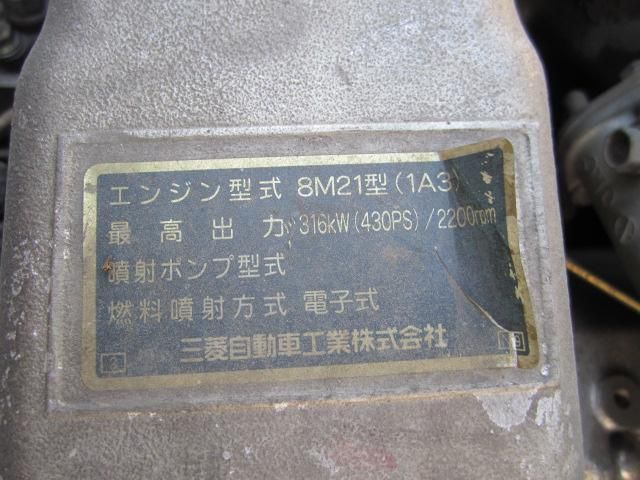 エンジン型式 8M21型(1A3)
最高出力 316kW(430PS)/2200rpm
噴射ポンプ型式
燃料噴射方式 電子式
三菱自動車工業株式会社